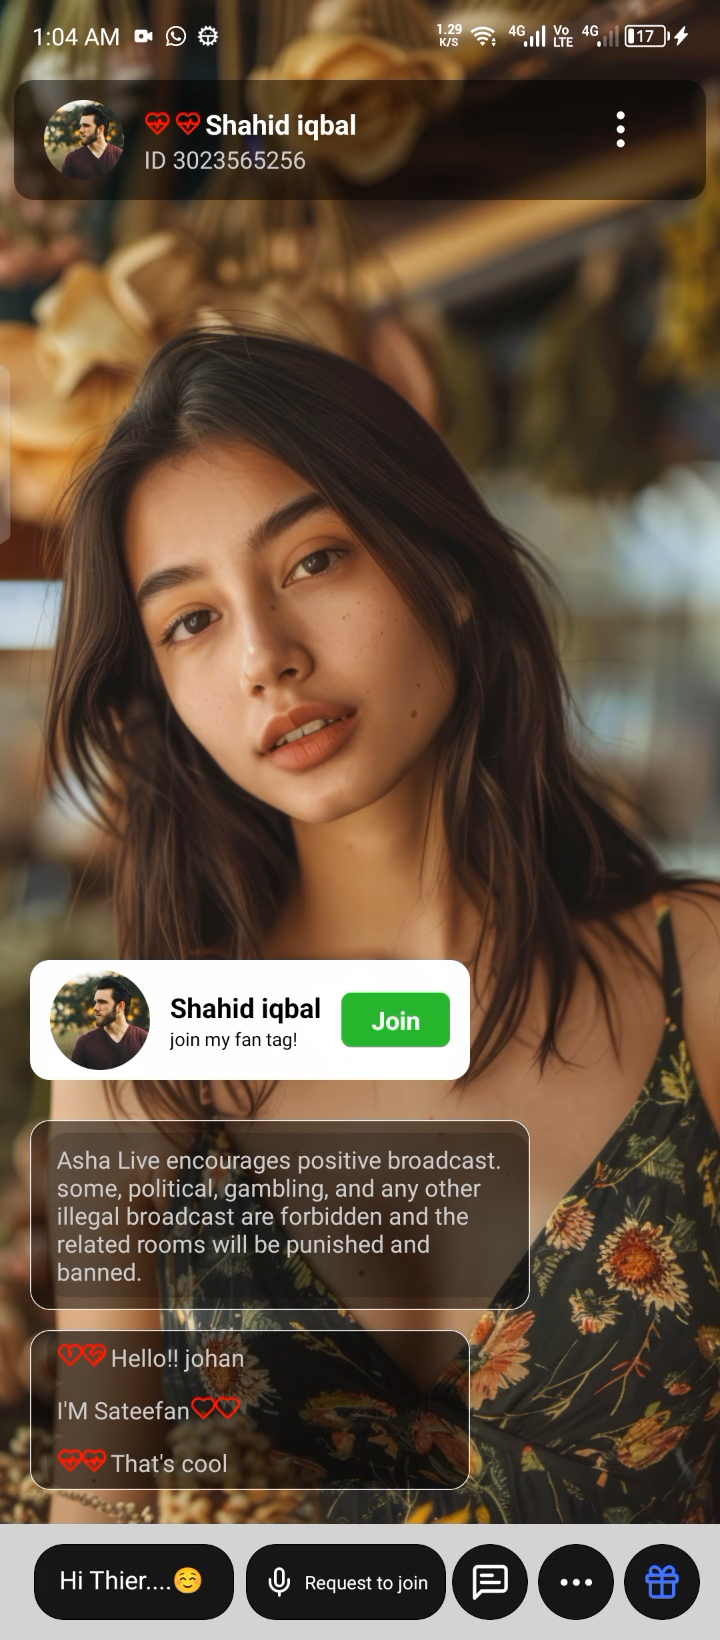 1:04 AM 1.29 K/S 4G Vo LTE 4G 17
Shahid iqbal
ID 3023565256
Shahid iqbal
join my fan tag!
Join
Asha Live encourages positive broadcast.
some, political, gambling, and any other
illegal broadcast are forbidden and the
related rooms will be punished and
banned.
Hello!! johan
I'M Sateefan
That's cool
Hi Thier....☺️
Request to join